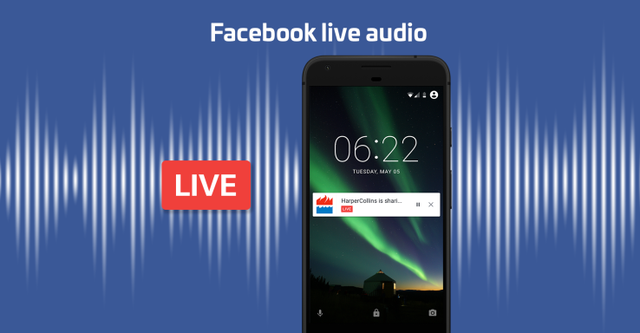 Facebook live audio
LIVE
06:22
TUESDAY, MAY 05
HarperCollins is shari...
LIVE